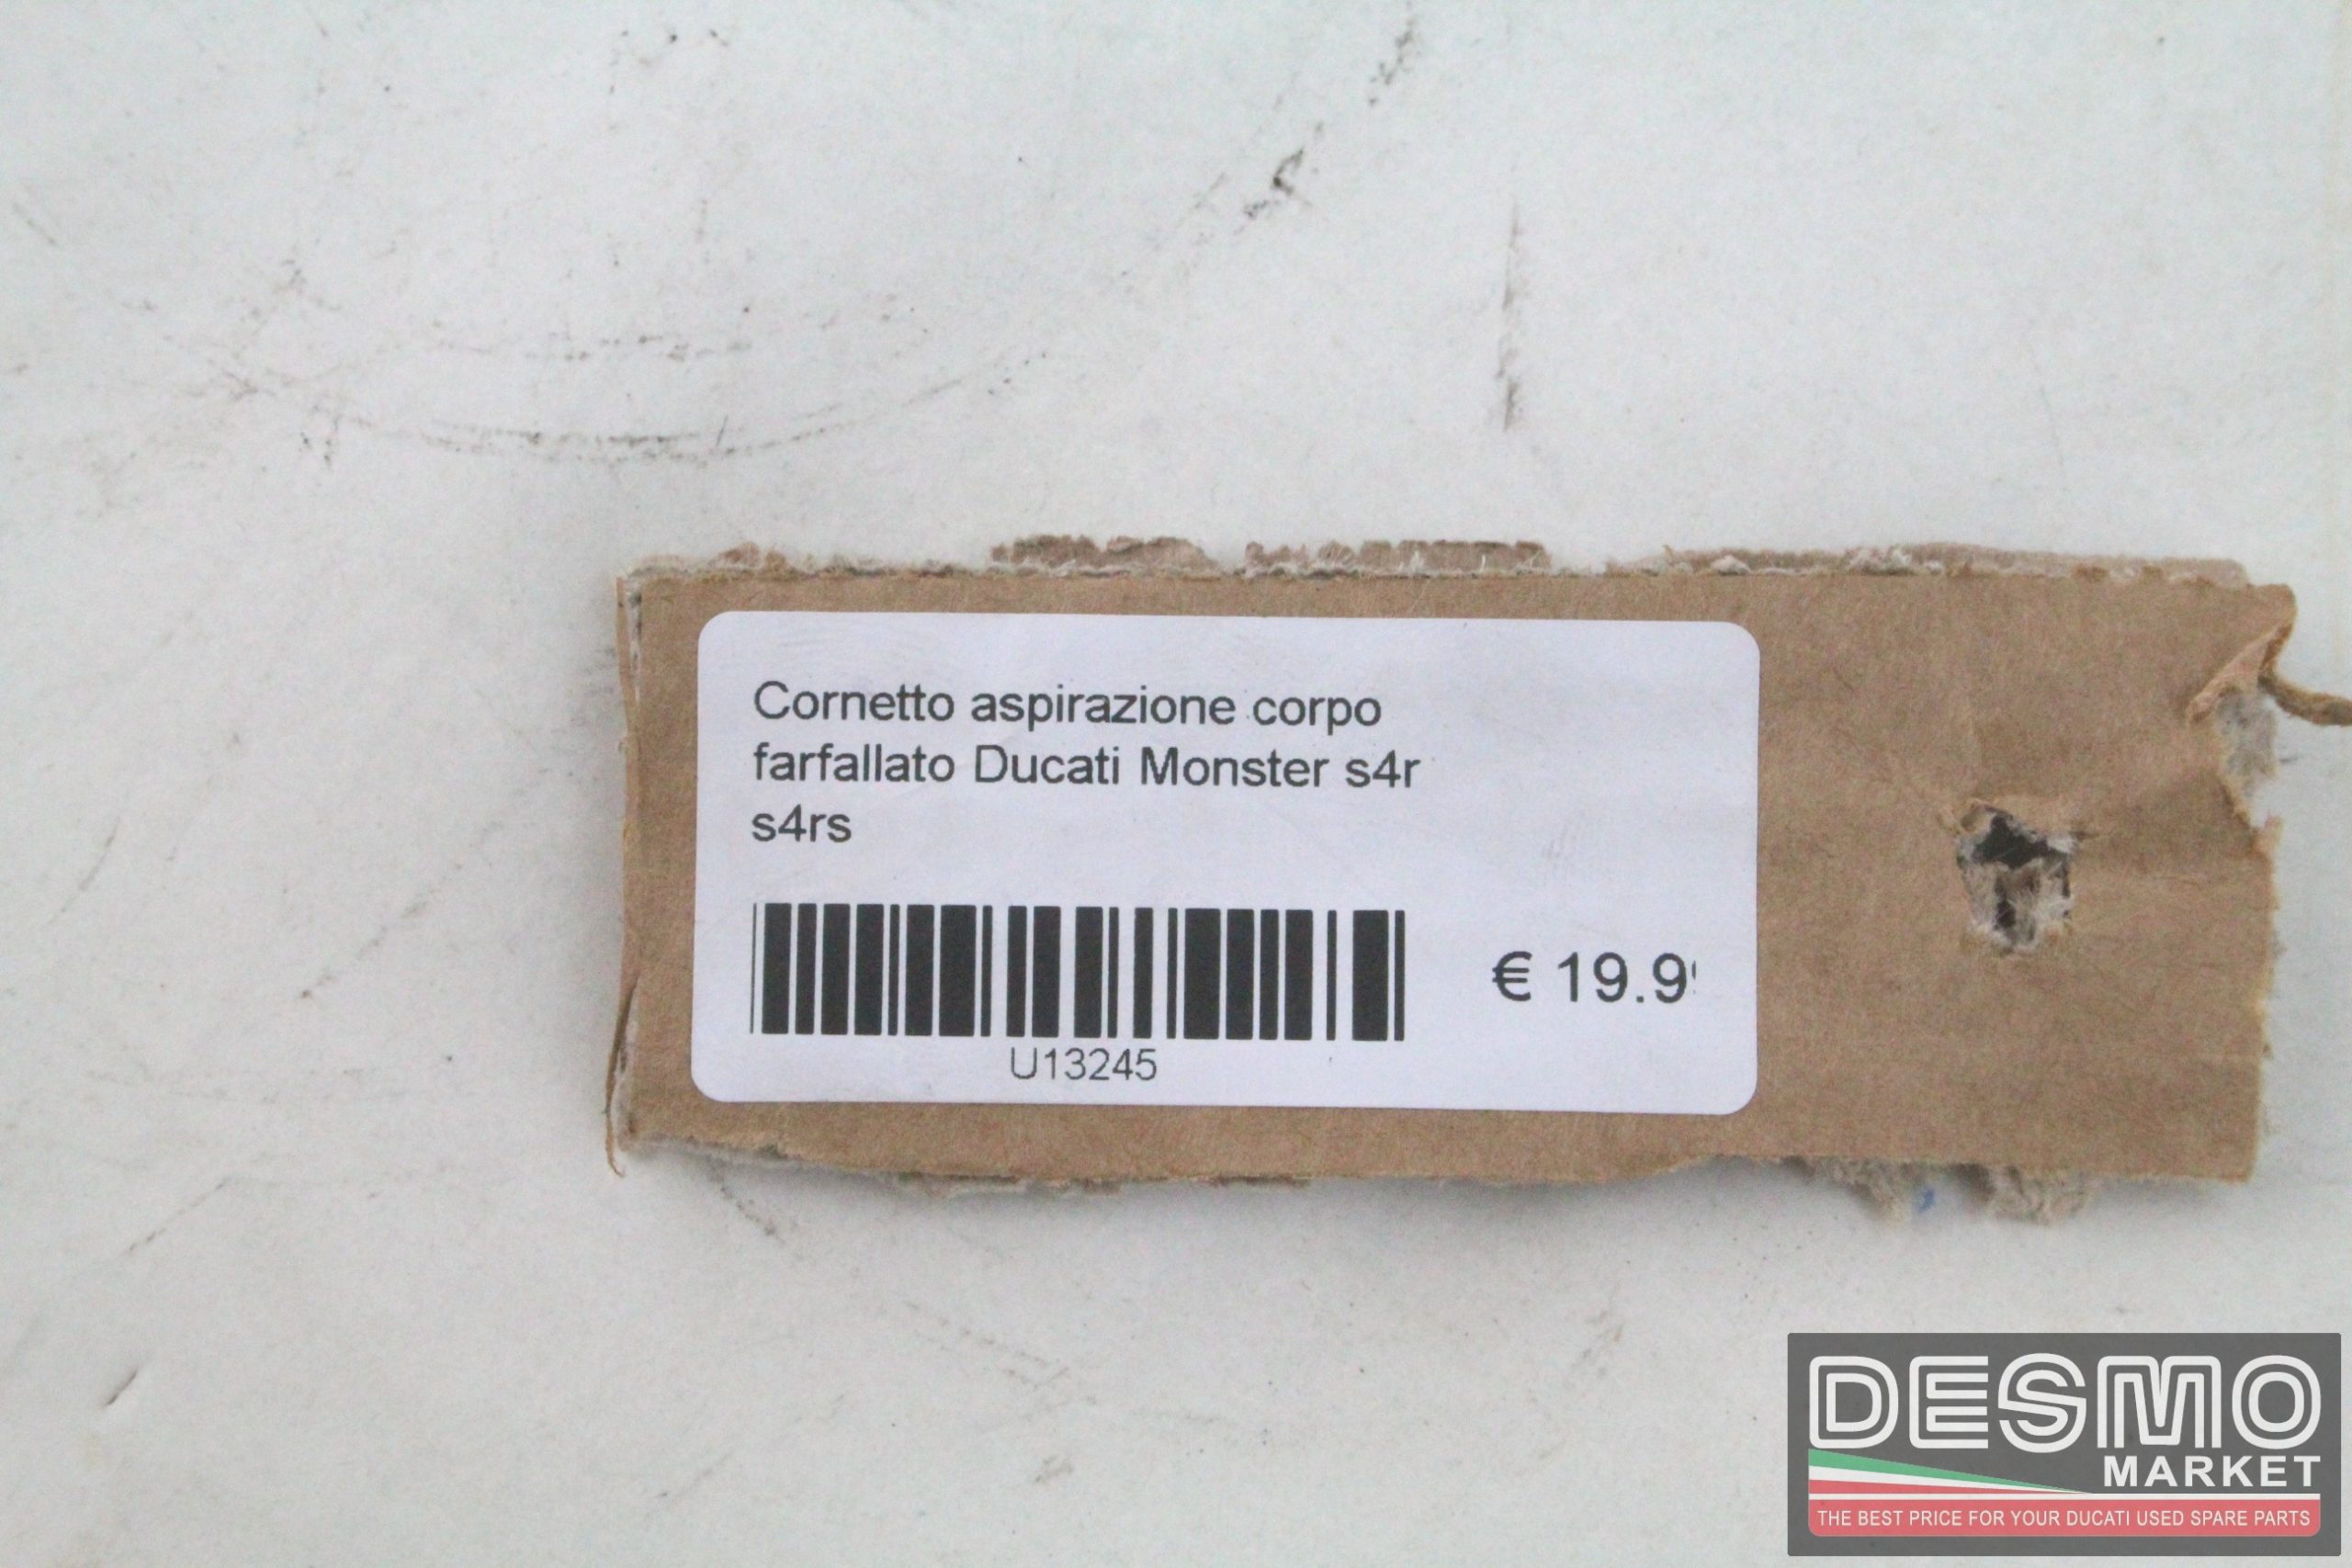 Cornetto aspirazione corpo
farfallato Ducati Monster s4r
s4rs
€ 19.9
U13245
DESMO
MARKET
THE BEST PRICE FOR YOUR DUCATI USED SPARE PARTS